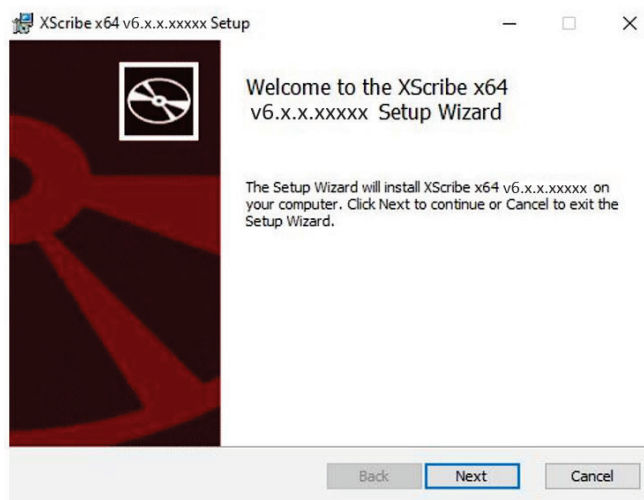 XScribe x64 v6.x.x.xxxxx Setup
Welcome to the XScribe x64
v6.x.x.xxxxx Setup Wizard
The Setup Wizard will install XScribe x64 v6.x.x.xxxxx on
your computer. Click Next to continue or Cancel to exit the
Setup Wizard.
Back Next Cancel